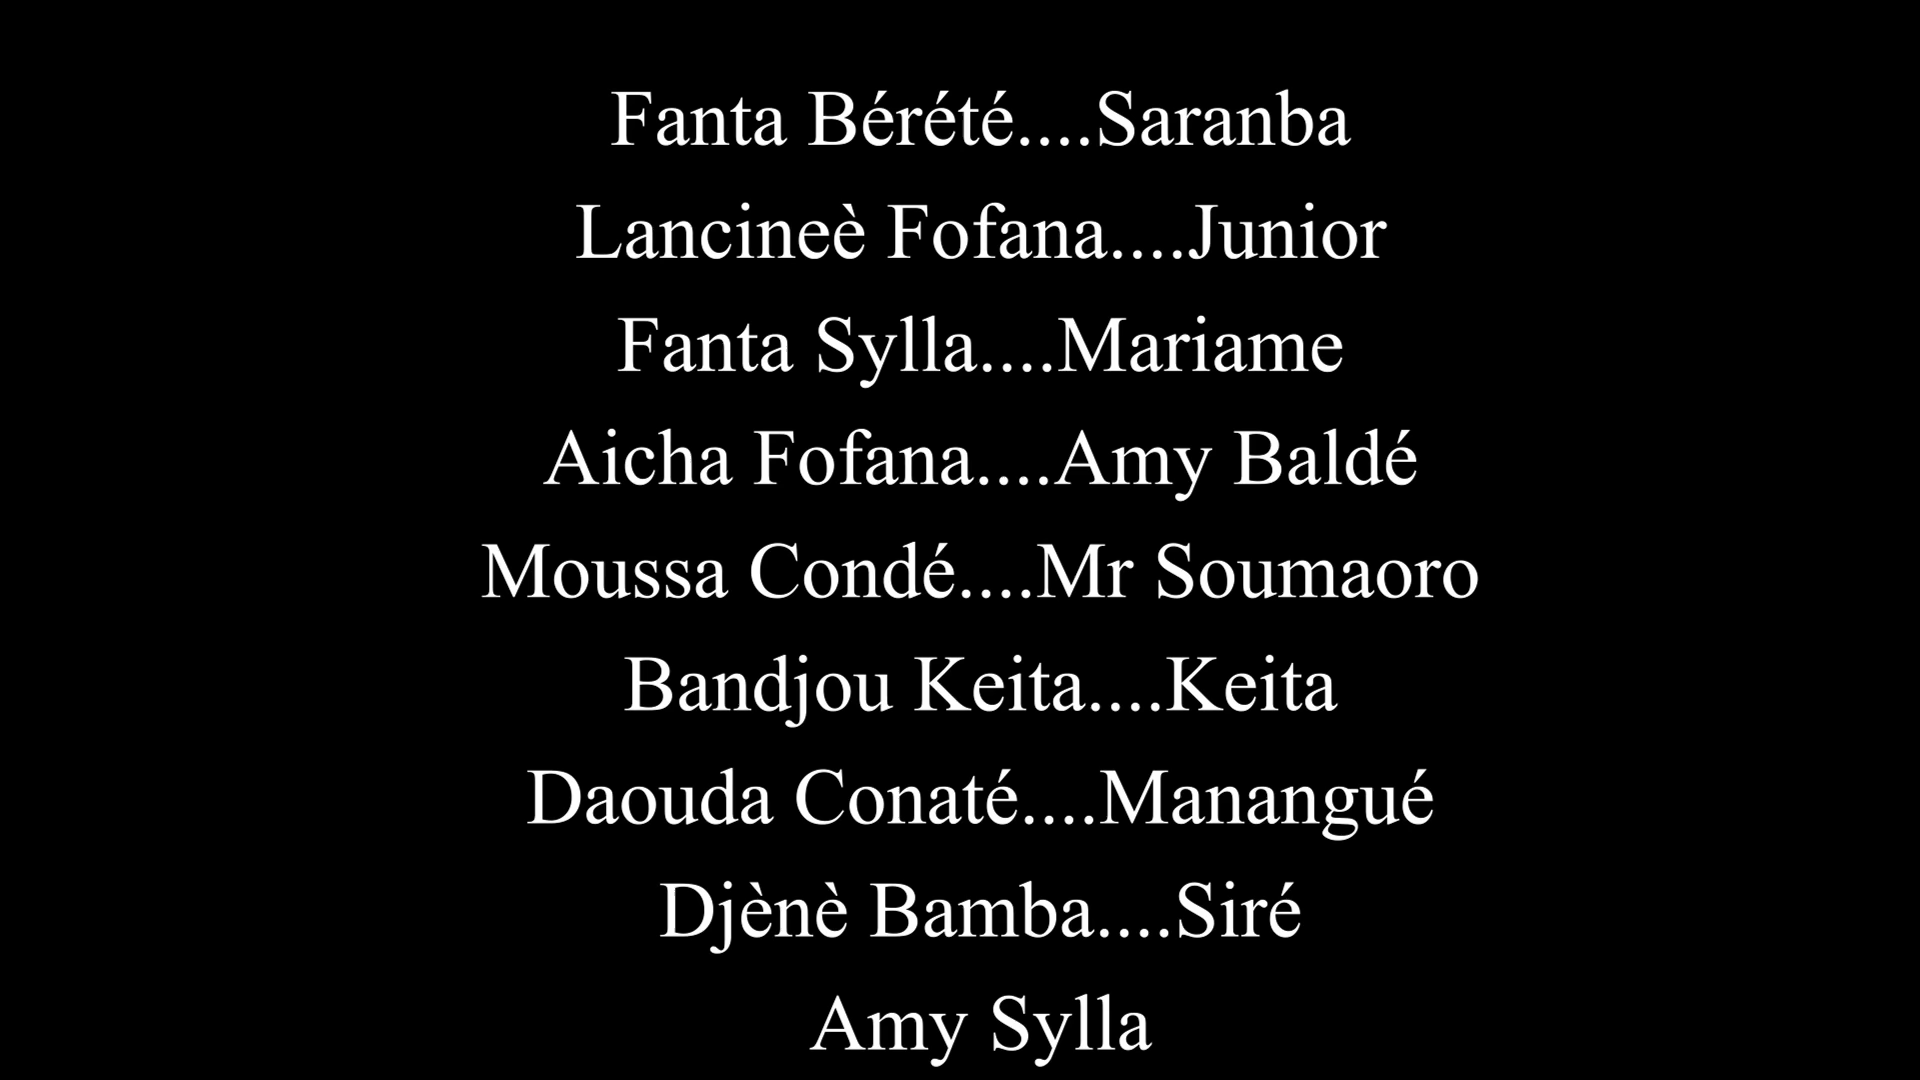 Fanta Bérété....Saranba
Lancineè Fofana....Junior
Fanta Sylla....Mariame
Aicha Fofana....Amy Baldé
Moussa Condé....Mr Soumaoro
Bandjou Keita....Keita
Daouda Conaté....Manangué
Djènè Bamba....Siré
Amy Sylla